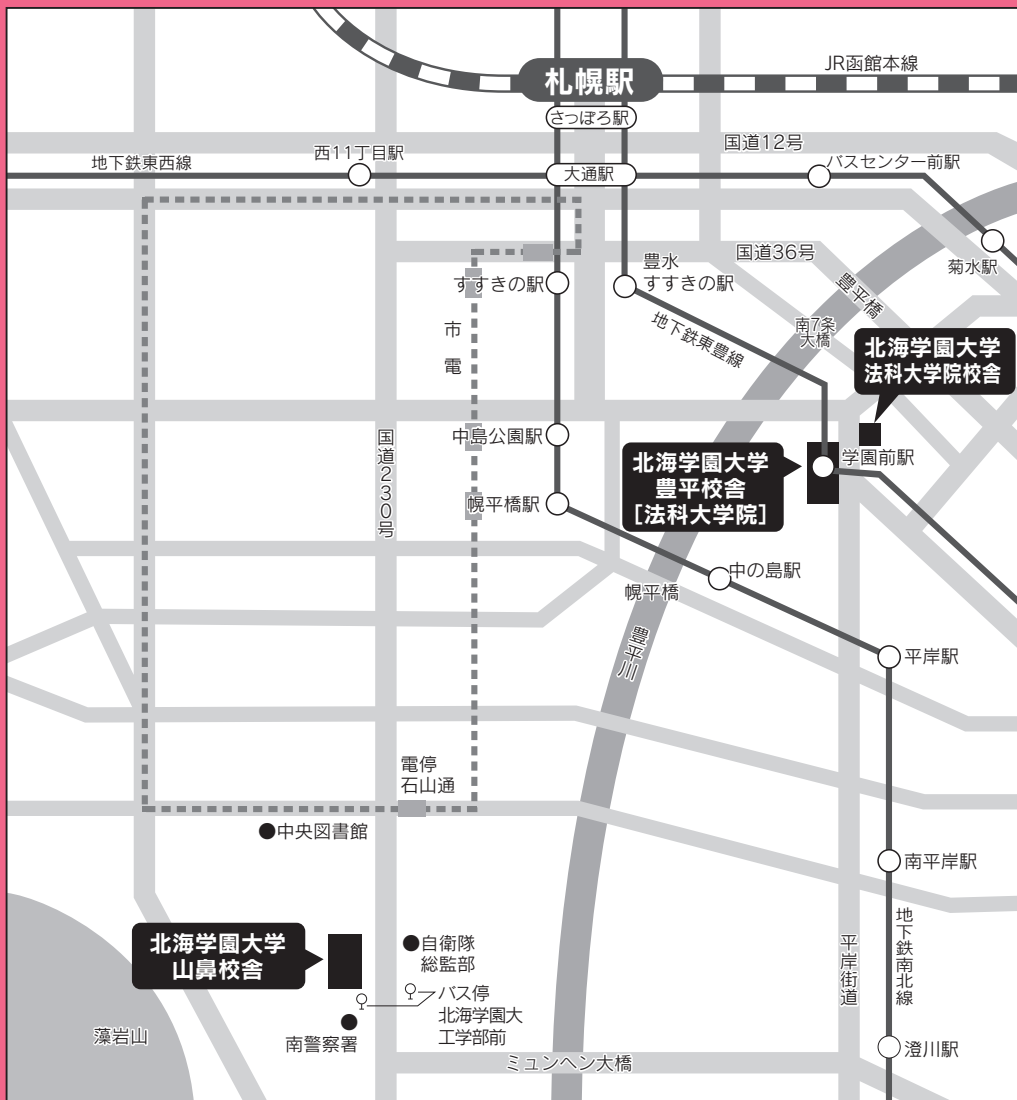 JR函館本線
札幌駅
さっぽろ駅
国道12号
地下鉄東西線
西11丁目駅
大通駅
バスセンター前駅
国道36号
豊水
すすきの駅
すすきの駅
菊水駅
豊平橋
南7条
大橋
地下鉄東豊線
市電
北海学園大学
法科大学院校舎
中島公園駅
国道230号
北海学園大学
豊平校舎
[法科大学院]
学園前駅
幌平橋駅
中の島駅
幌平橋
豊平川
平岸駅
電停
石山通
中央図書館
南平岸駅
地下鉄南北線
平岸街道
北海学園大学
山鼻校舎
自衛隊
総監部
バス停
北海学園大
工学部前
南警察署
藻岩山
ミュンヘン大橋
澄川駅